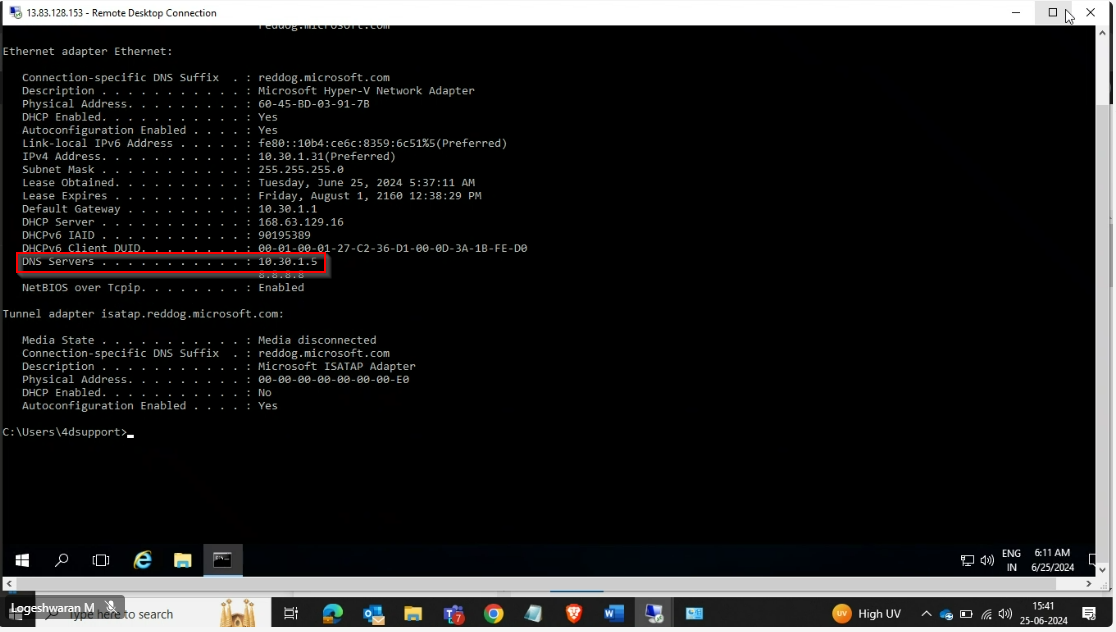 13.83.128.153 - Remote Desktop Connection
reddog.microsoft.com
Ethernet adapter Ethernet:
Connection-specific DNS Suffix  . : reddog.microsoft.com
Description . . . . . . . . . . . : Microsoft Hyper-V Network Adapter
Physical Address. . . . . . . . . : 60-45-BD-03-91-7B
DHCP Enabled. . . . . . . . . . . : Yes
Autoconfiguration Enabled . . . . : Yes
Link-local IPv6 Address . . . . . : fe80::10b4:ce6c:8359:6c51%5(Preferred)
IPv4 Address. . . . . . . . . . . : 10.30.1.31(Preferred)
Subnet Mask . . . . . . . . . . . : 255.255.255.0
Lease Obtained. . . . . . . . . . : Tuesday, June 25, 2024 5:37:11 AM
Lease Expires . . . . . . . . . . : Friday, August 1, 2160 12:38:29 PM
Default Gateway . . . . . . . . . : 10.30.1.1
DHCP Server . . . . . . . . . . . : 168.63.129.16
DHCPv6 IAID . . . . . . . . . . . : 90195389
DHCPv6 Client DUID. . . . . . . . : 00-01-00-01-27-C2-36-D1-00-0D-3A-1B-FE-D0
DNS Servers . . . . . . . . . . . : 10.30.1.5
8.8.8.8
NetBIOS over Tcpip. . . . . . . . : Enabled
Tunnel adapter isatap.reddog.microsoft.com:
Media State . . . . . . . . . . . : Media disconnected
Connection-specific DNS Suffix  . : reddog.microsoft.com
Description . . . . . . . . . . . : Microsoft ISATAP Adapter
Physical Address. . . . . . . . . : 00-00-00-00-00-00-00-E0
DHCP Enabled. . . . . . . . . . . : No
Autoconfiguration Enabled . . . . : Yes
C:\Users\4dsupport>
ENG 6:11 AM
IN 6/25/2024
Logeshwaran M
Type here to search
7
UV High UV
15:41
25-06-2024